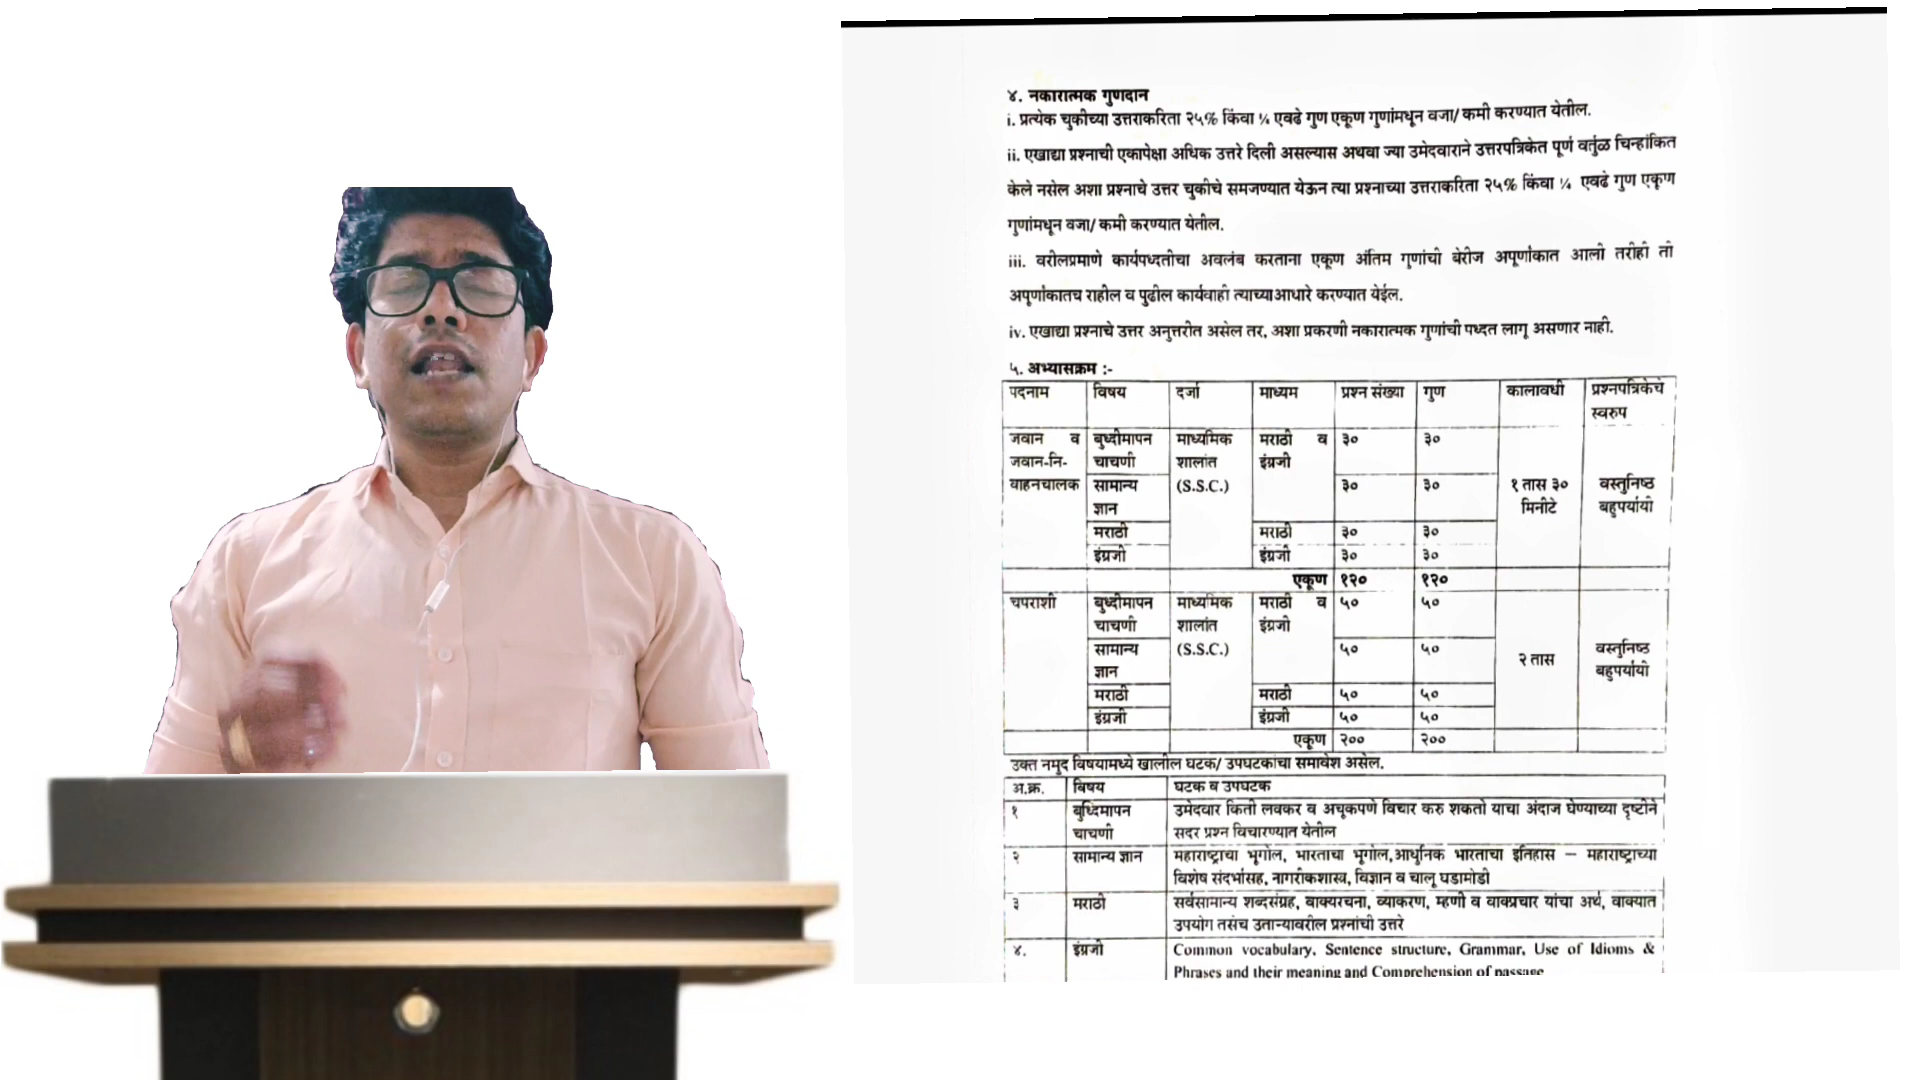 ४. नकारात्मक गुणदान
i. प्रत्येक चुकीच्या उत्तराकरिता २५% किंवा ¼ एवढे गुण एकूण गुणांमधून वजा/ कमी करण्यात येतील.
ii. एखाद्या प्रश्नाची एकापेक्षा अधिक उत्तरे दिली असल्यास अथवा ज्या उमेदवाराने उत्तरपत्रिकेत पूर्ण वर्तुळ चिन्हांकित
केले नसेल अशा प्रश्नाचे उत्तर चुकीचे समजण्यात येऊन त्या प्रश्नाच्या उत्तराकरिता २५% किंवा ¼ एवढे गुण एकूण
गुणांमधून वजा/ कमी करण्यात येतील.
iii. वरीलप्रमाणे कार्यपध्दतीचा अवलंब करताना एकूण अंतिम गुणांची बेरीज अपूर्णांकात आली तरीही ती
अपूर्णांकातच राहील व पुढील कार्यवाही त्याच्याआधारे करण्यात येईल.
iv. एखाद्या प्रश्नाचे उत्तर अनुत्तरीत असेल तर, अशा प्रकरणी नकारात्मक गुणांची पध्दत लागू असणार नाही.
५. अभ्यासक्रम :-
पदनाम विषय दर्जा माध्यम प्रश्न संख्या गुण कालावधी प्रश्नपत्रिकेचे
स्वरुप
जवान व बुध्दीमापन माध्यमिक मराठी व ३० ३०
जवान-नि- चाचणी शालांत इंग्रजी
वाहनचालक सामान्य (S.S.C.) ३० ३० १ तास ३० वस्तुनिष्ठ
ज्ञान मिनीटे बहुपर्यायी
मराठी मराठी ३० ३०
इंग्रजी इंग्रजी ३० ३०
एकूण १२० १२०
चपराशी बुध्दीमापन माध्यमिक मराठी व ५० ५०
चाचणी शालांत इंग्रजी
सामान्य (S.S.C.) ५० ५० २ तास वस्तुनिष्ठ
ज्ञान बहुपर्यायी
मराठी मराठी ५० ५०
इंग्रजी इंग्रजी ५० ५०
एकूण २०० २००
उक्त नमुद विषयामध्ये खालील घटक/ उपघटकांचा समावेश असेल.
अ.क्र. विषय घटक व उपघटक
१ बुध्दिमापन उमेदवार किती लवकर व अचूकपणे विचार करु शकतो याचा अंदाज घेण्याच्या दृष्टीने
चाचणी सदर प्रश्न विचारण्यात येतील
२ सामान्य ज्ञान महाराष्ट्राचा भूगोल, भारताचा भूगोल,आधुनिक भारताचा इतिहास – महाराष्ट्राच्या
विशेष संदर्भासह, नागरीकशास्त्र, विज्ञान व चालू घडामोडी
३ मराठी सर्वसामान्य शब्दसंग्रह, वाक्यरचना, व्याकरण, म्हणी व वाक्प्रचार यांचा अर्थ, वाक्यात
उपयोग तसेच उताऱ्यावरील प्रश्नांची उत्तरे
४. इंग्रजी Common vocabulary, Sentence structure, Grammar, Use of Idioms &
Phrases and their meaning and Comprehension of passage